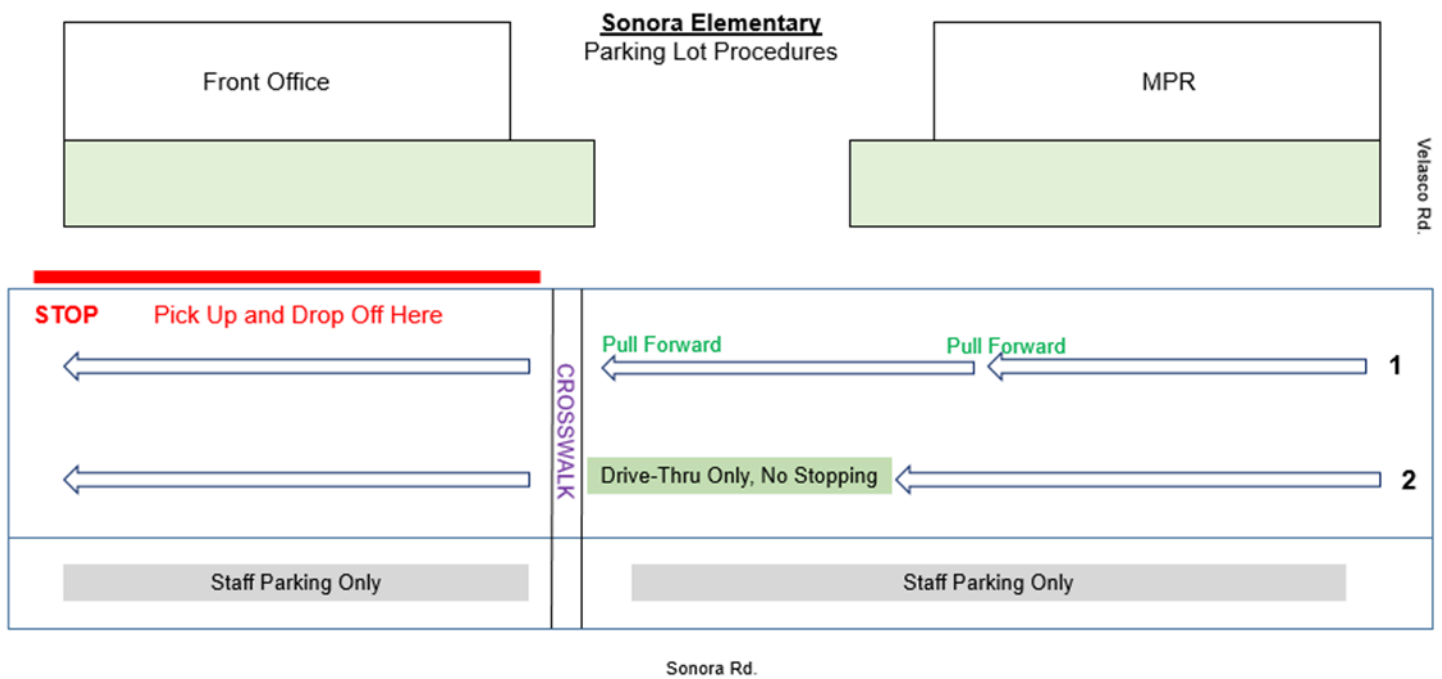 Sonora Elementary
Parking Lot Procedures
Front Office
MPR
Velasco Rd.
STOP Pick Up and Drop Off Here
Pull Forward
Pull Forward
1
CROSSWALK
Drive-Thru Only, No Stopping
2
Staff Parking Only
Staff Parking Only
Sonora Rd.